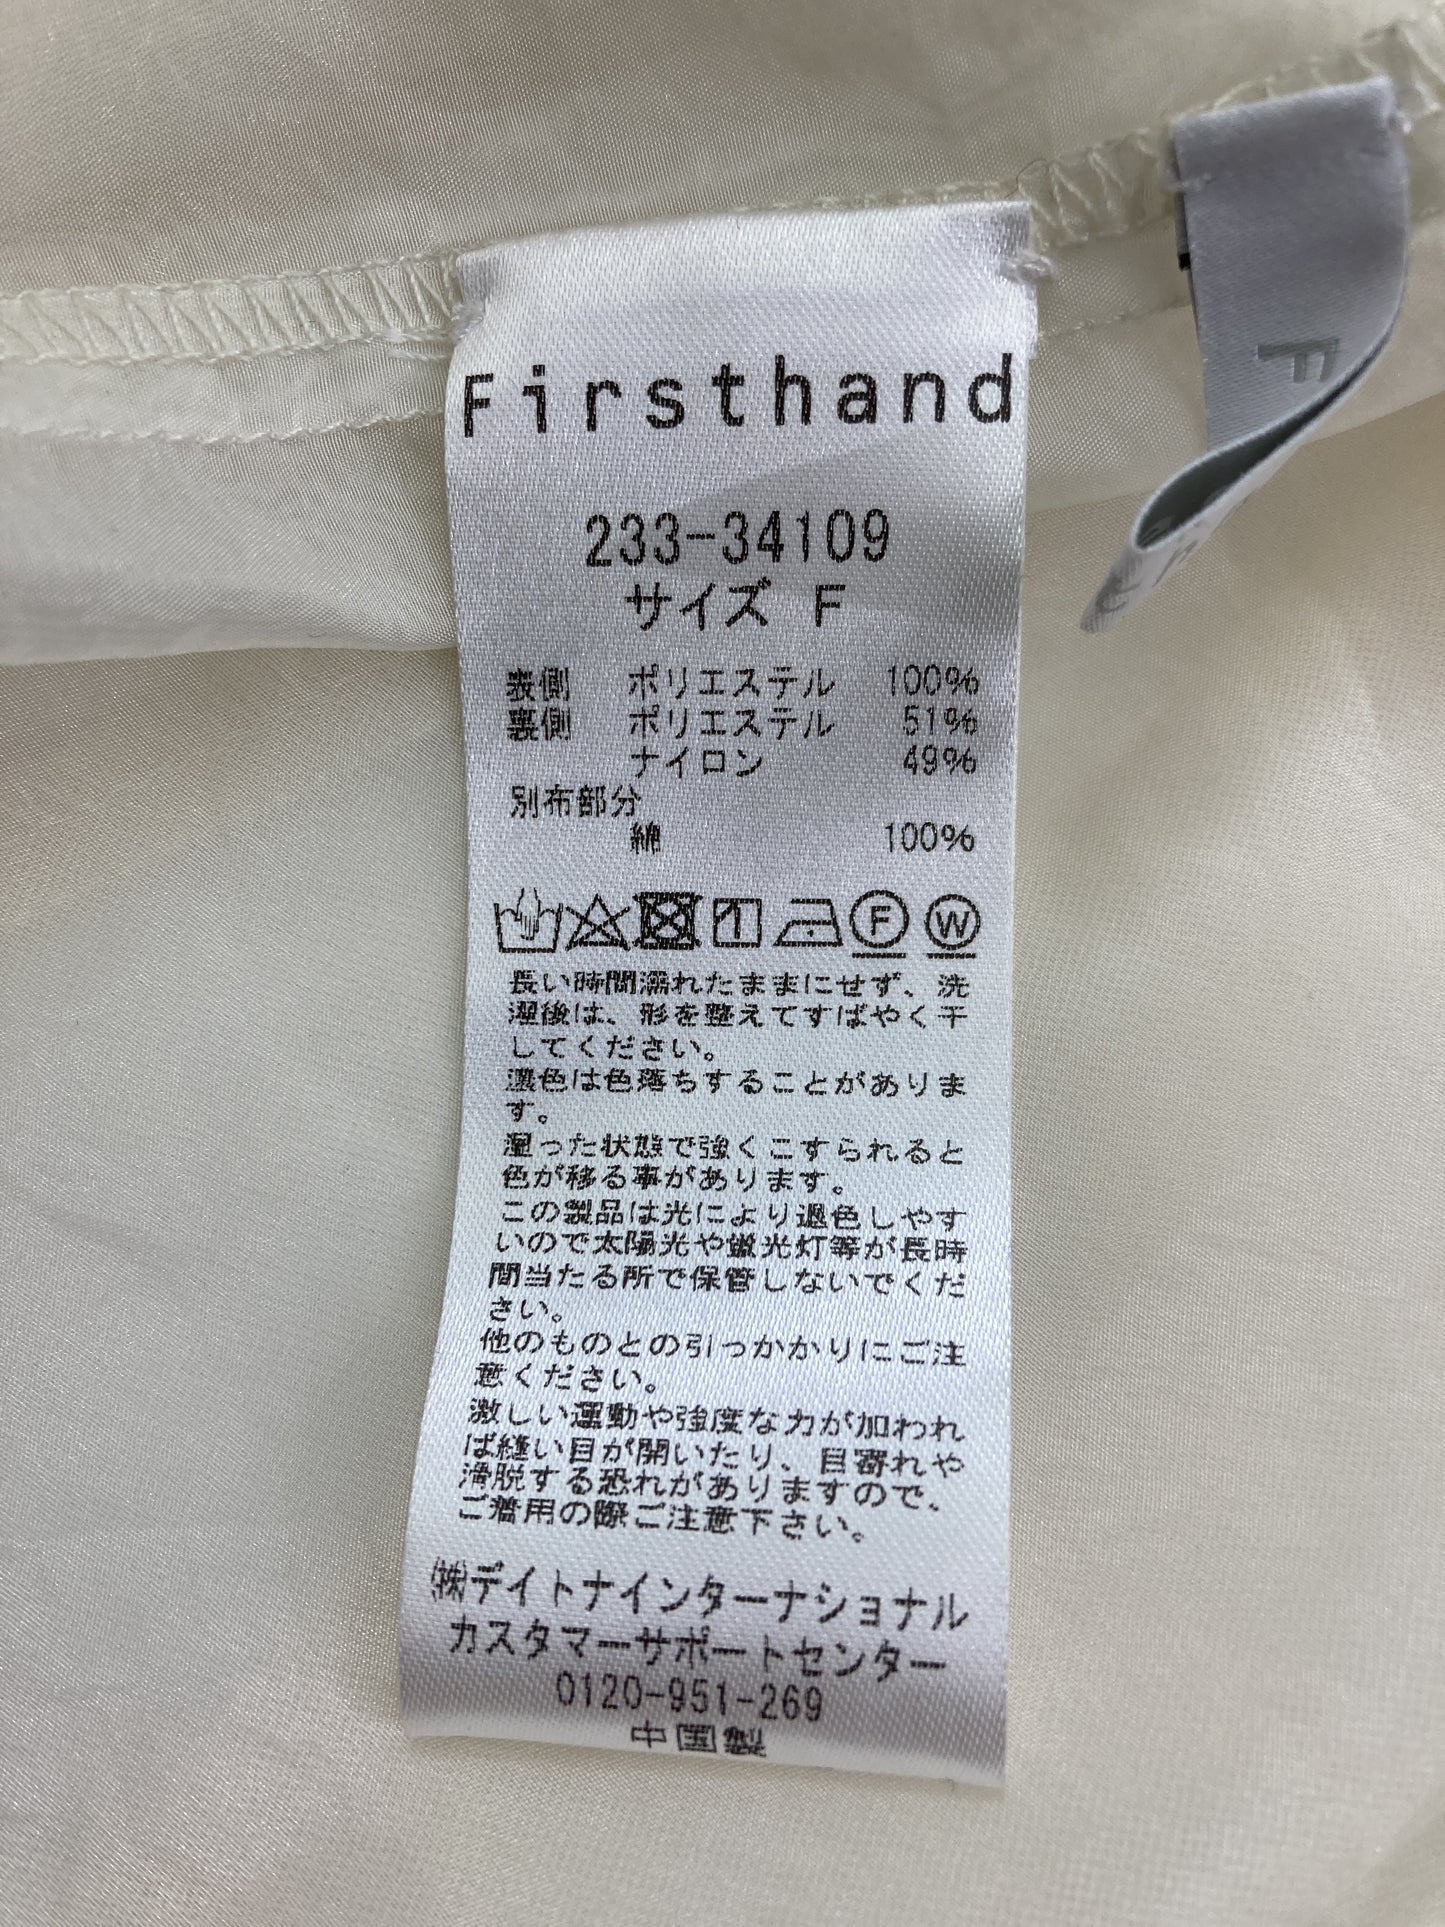 Firsthand
233-34109
サイズ F
表側 ポリエステル 100%
裏側 ポリエステル 51%
ナイロン 49%
別布部分
綿 100%
F W
長い時間濡れたままにせず、洗
濯後は、形を整えてすばやく干
してください。
濃色は色落ちすることがありま
す。
湿った状態で強くこすられると
色が移る事があります。
この製品は光により退色しやす
いので太陽光や蛍光灯等が長時
間当たる所で保管しないでくだ
さい。
他のものとの引っかかりにご注
意ください。
激しい運動や強度な力が加われ
ば縫い目が開いたり、目寄れや
滑脱する恐れがありますので、
ご着用の際ご注意下さい。
㈱デイトナインターナショナル
カスタマーサポートセンター
0120-951-269
中国製
F